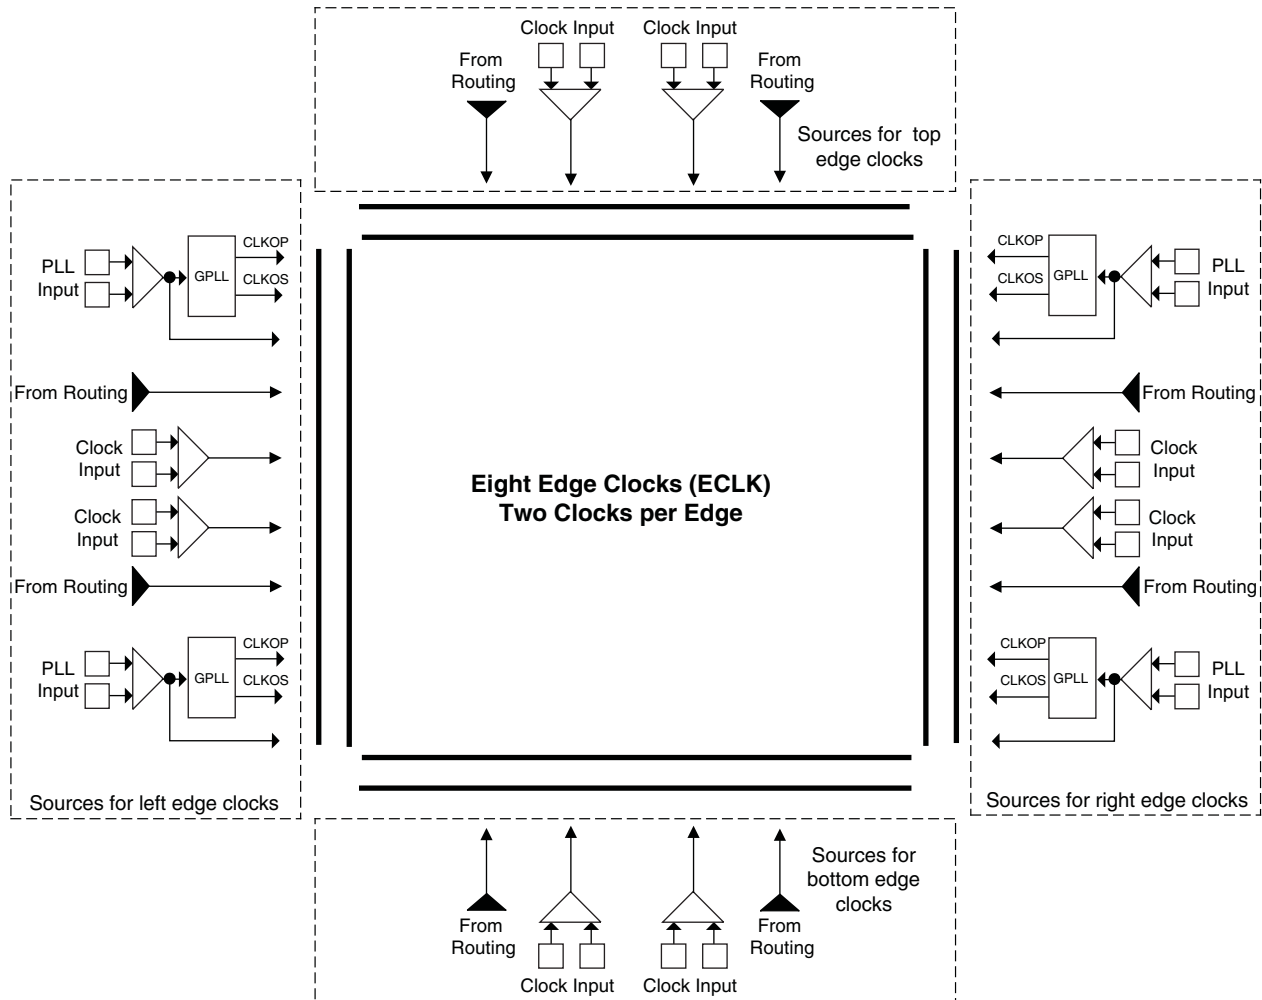 Clock Input
Clock Input
From
Routing
From
Routing
Sources for top
edge clocks
PLL
Input
GPLL
CLKOP
CLKOS
From Routing
Clock
Input
Clock
Input
From Routing
PLL
Input
GPLL
CLKOP
CLKOS
Sources for left edge clocks
Eight Edge Clocks (ECLK)
Two Clocks per Edge
CLKOP
CLKOS
GPLL
PLL
Input
From Routing
Clock
Input
Clock
Input
From Routing
CLKOP
CLKOS
GPLL
PLL
Input
Sources for right edge clocks
Sources for
bottom edge
clocks
From
Routing
From
Routing
Clock Input
Clock Input